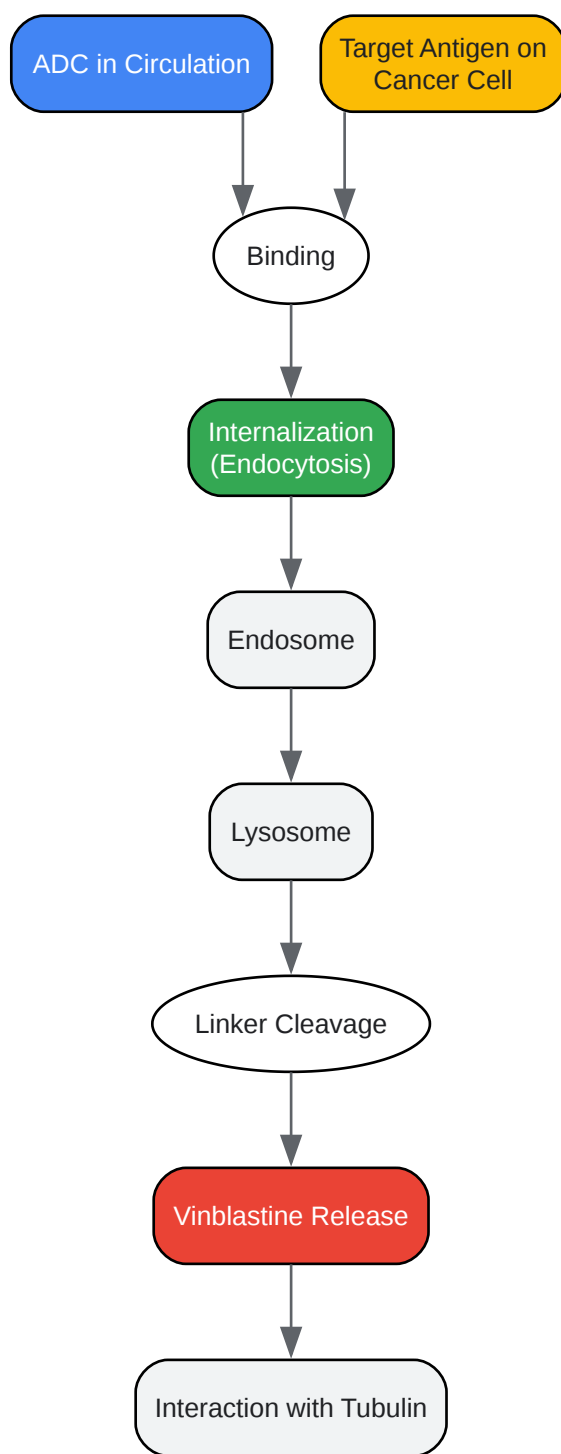 ADC in Circulation
Target Antigen on
Cancer Cell
Binding
Internalization
(Endocytosis)
Endosome
Lysosome
Linker Cleavage
Vinblastine Release
Interaction with Tubulin